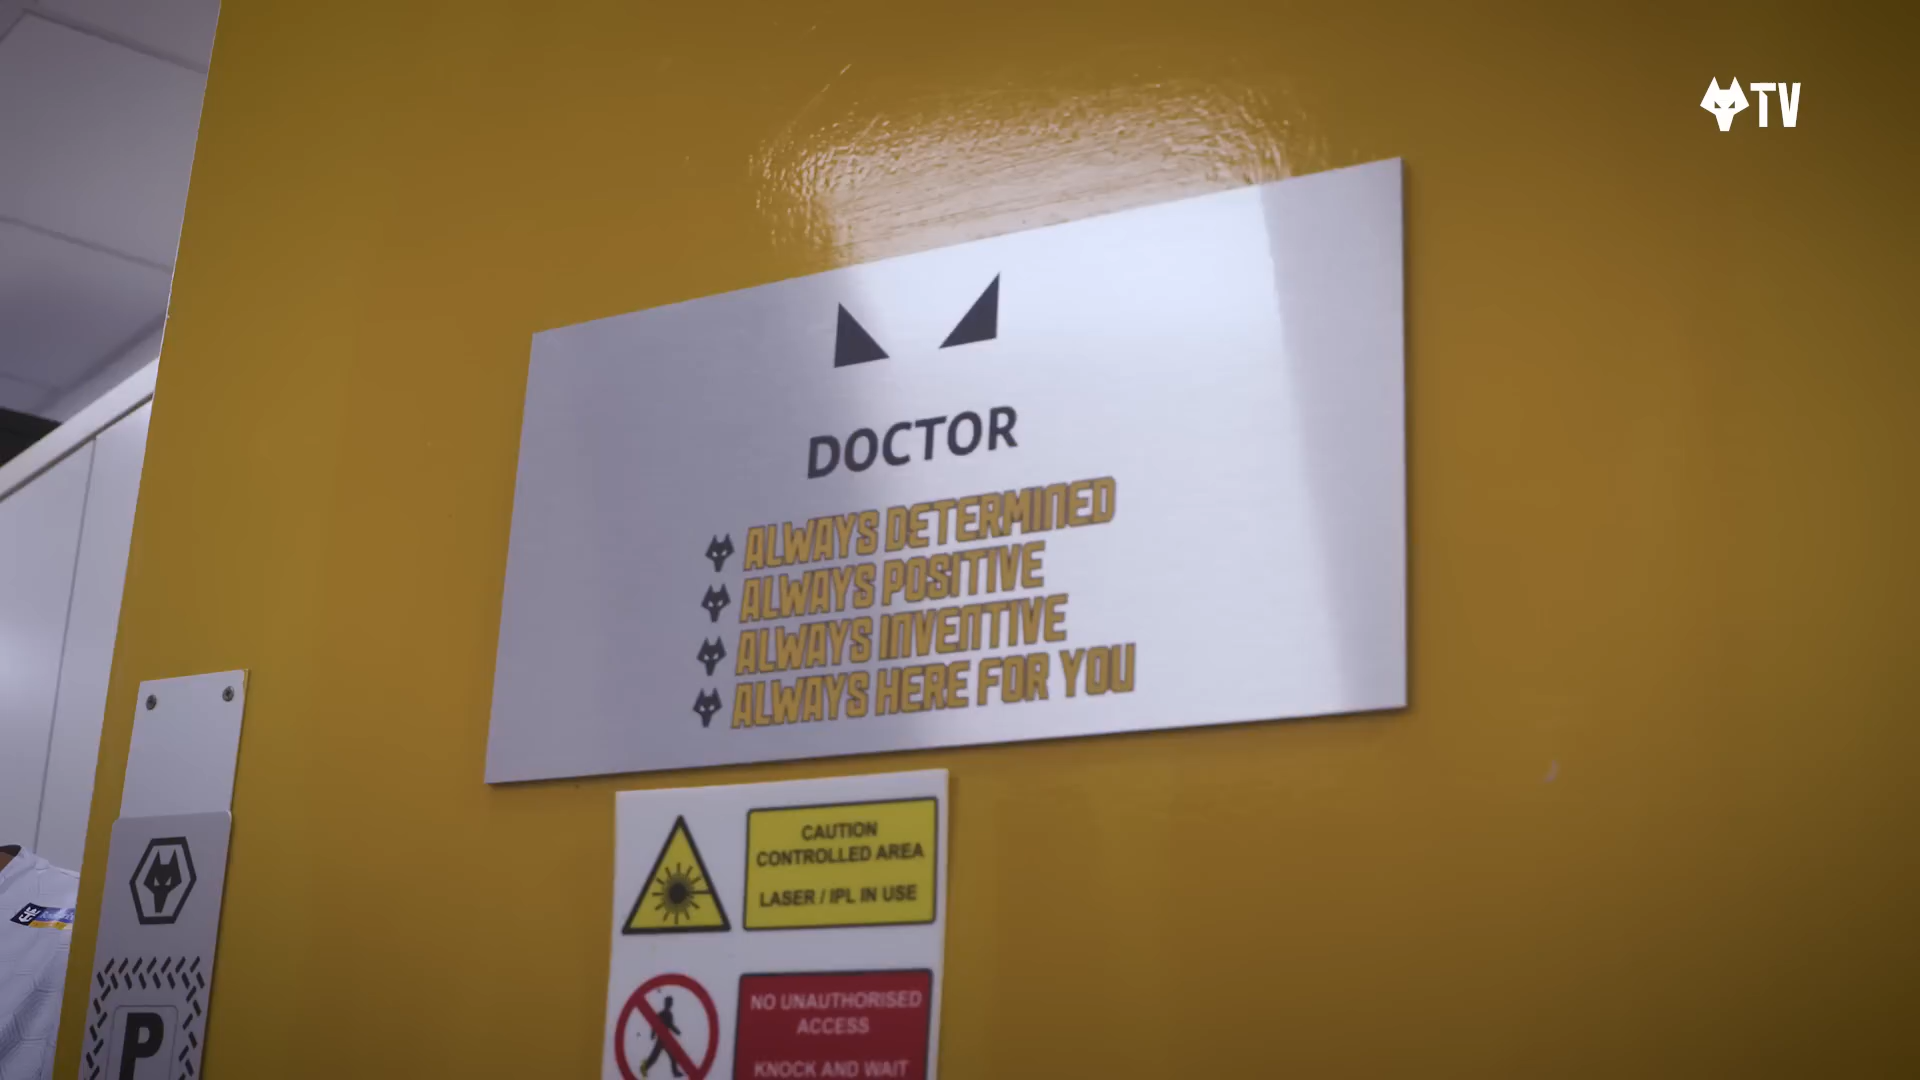 TV
DOCTOR
ALWAYS DETERMINED
ALWAYS POSITIVE
ALWAYS INVENTIVE
ALWAYS HERE FOR YOU
CAUTION
CONTROLLED AREA
LASER / IPL IN USE
NO UNAUTHORISED
ACCESS
KNOCK AND WAIT
P